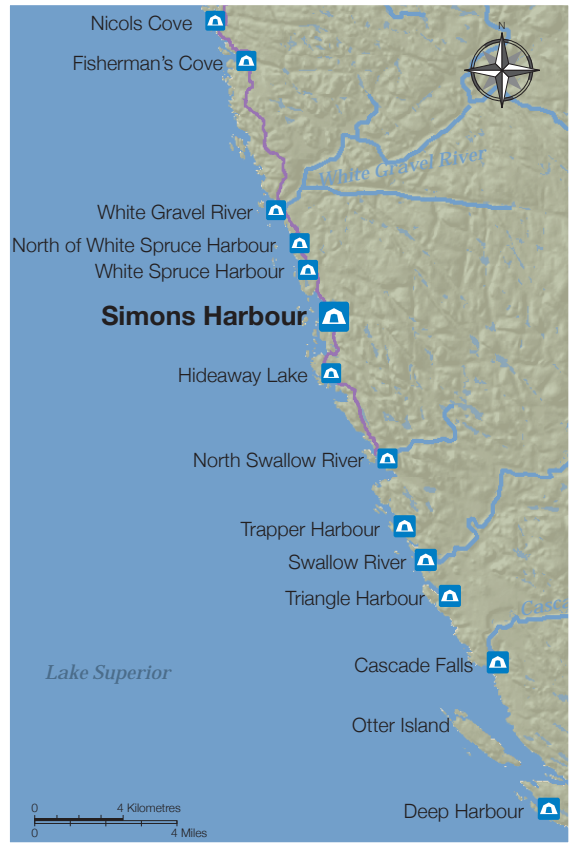 Nicols Cove
N
Fisherman's Cove
White Gravel River
White Gravel River
North of White Spruce Harbour
White Spruce Harbour
Simons Harbour
Hideaway Lake
North Swallow River
Trapper Harbour
Swallow River
Triangle Harbour
Casca
Lake Superior
Cascade Falls
Otter Island
0 4 Kilometres
0 4 Miles
Deep Harbour